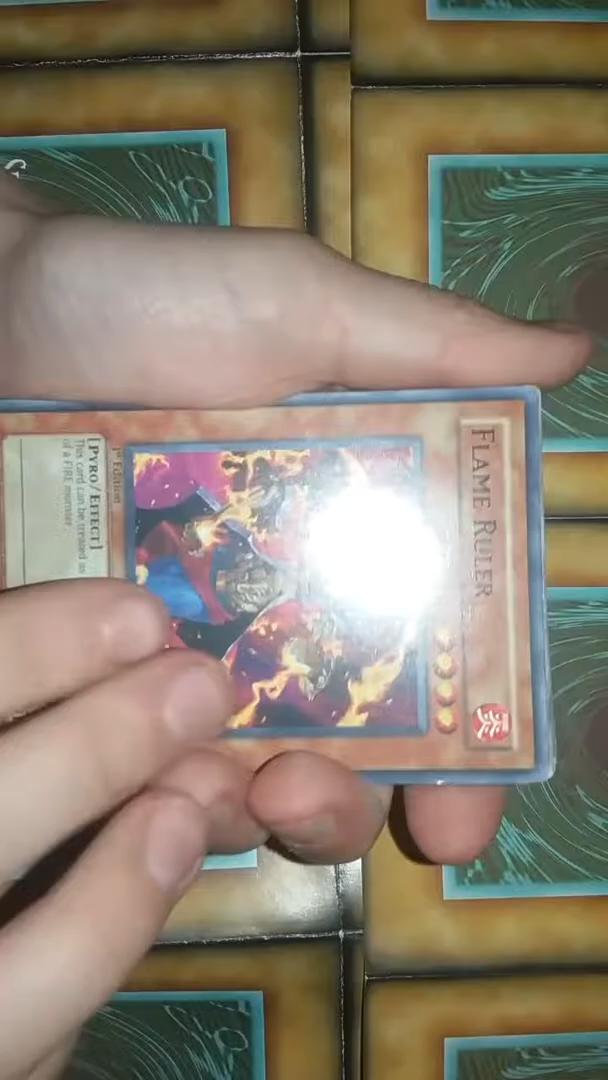 FLAME RULER
炎
1st Edition
[PYRO/EFFECT]
This card can be treated as
of a FIRE monster.